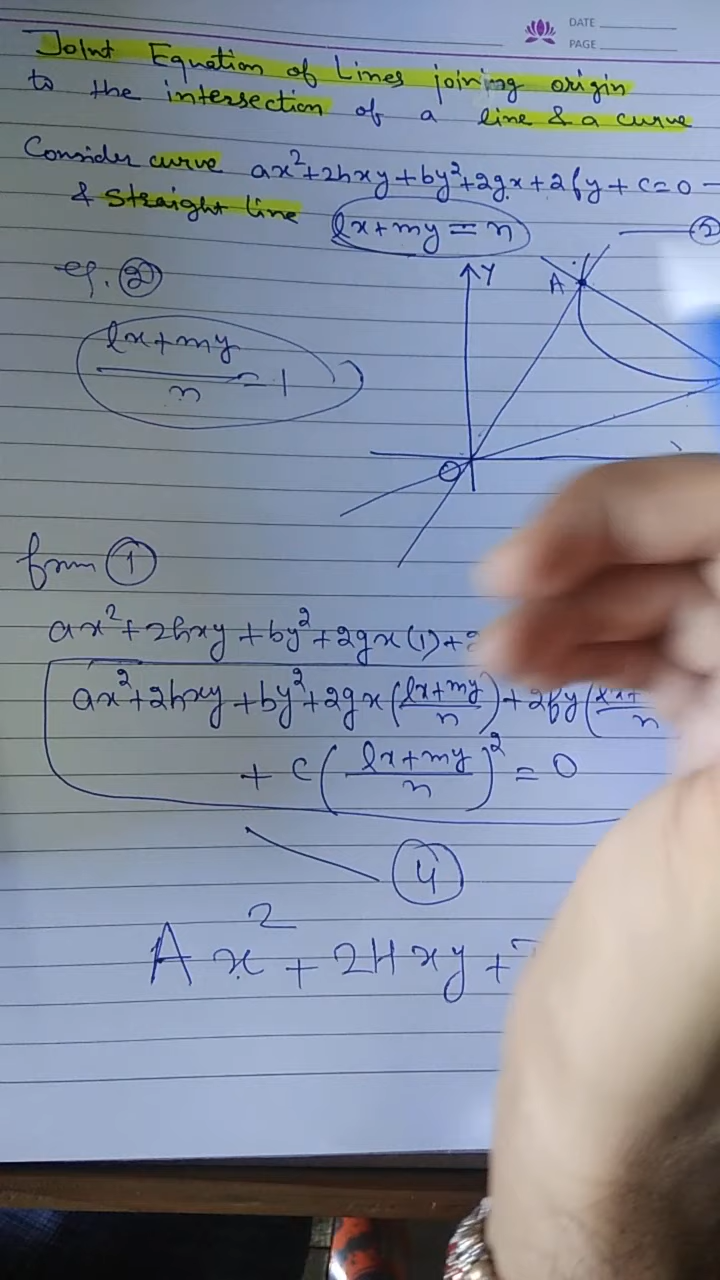 DATE
PAGE
Joint Equation of Lines joining origin
to the intersection of a line & a curve
Consider curve ax²+2hxy+by²+2gx+2fy+c=0
& straight line lx+my=n ②
eq. ②
(lx+my)/n = 1
Y
A
O
from ①
ax²+2hxy+by²+2gx(1)+
ax²+2hxy+by²+2gx((lx+my)/n)+2fy(
+ c((lx+my)/n)² = 0
④
Ax²+2Hxy+